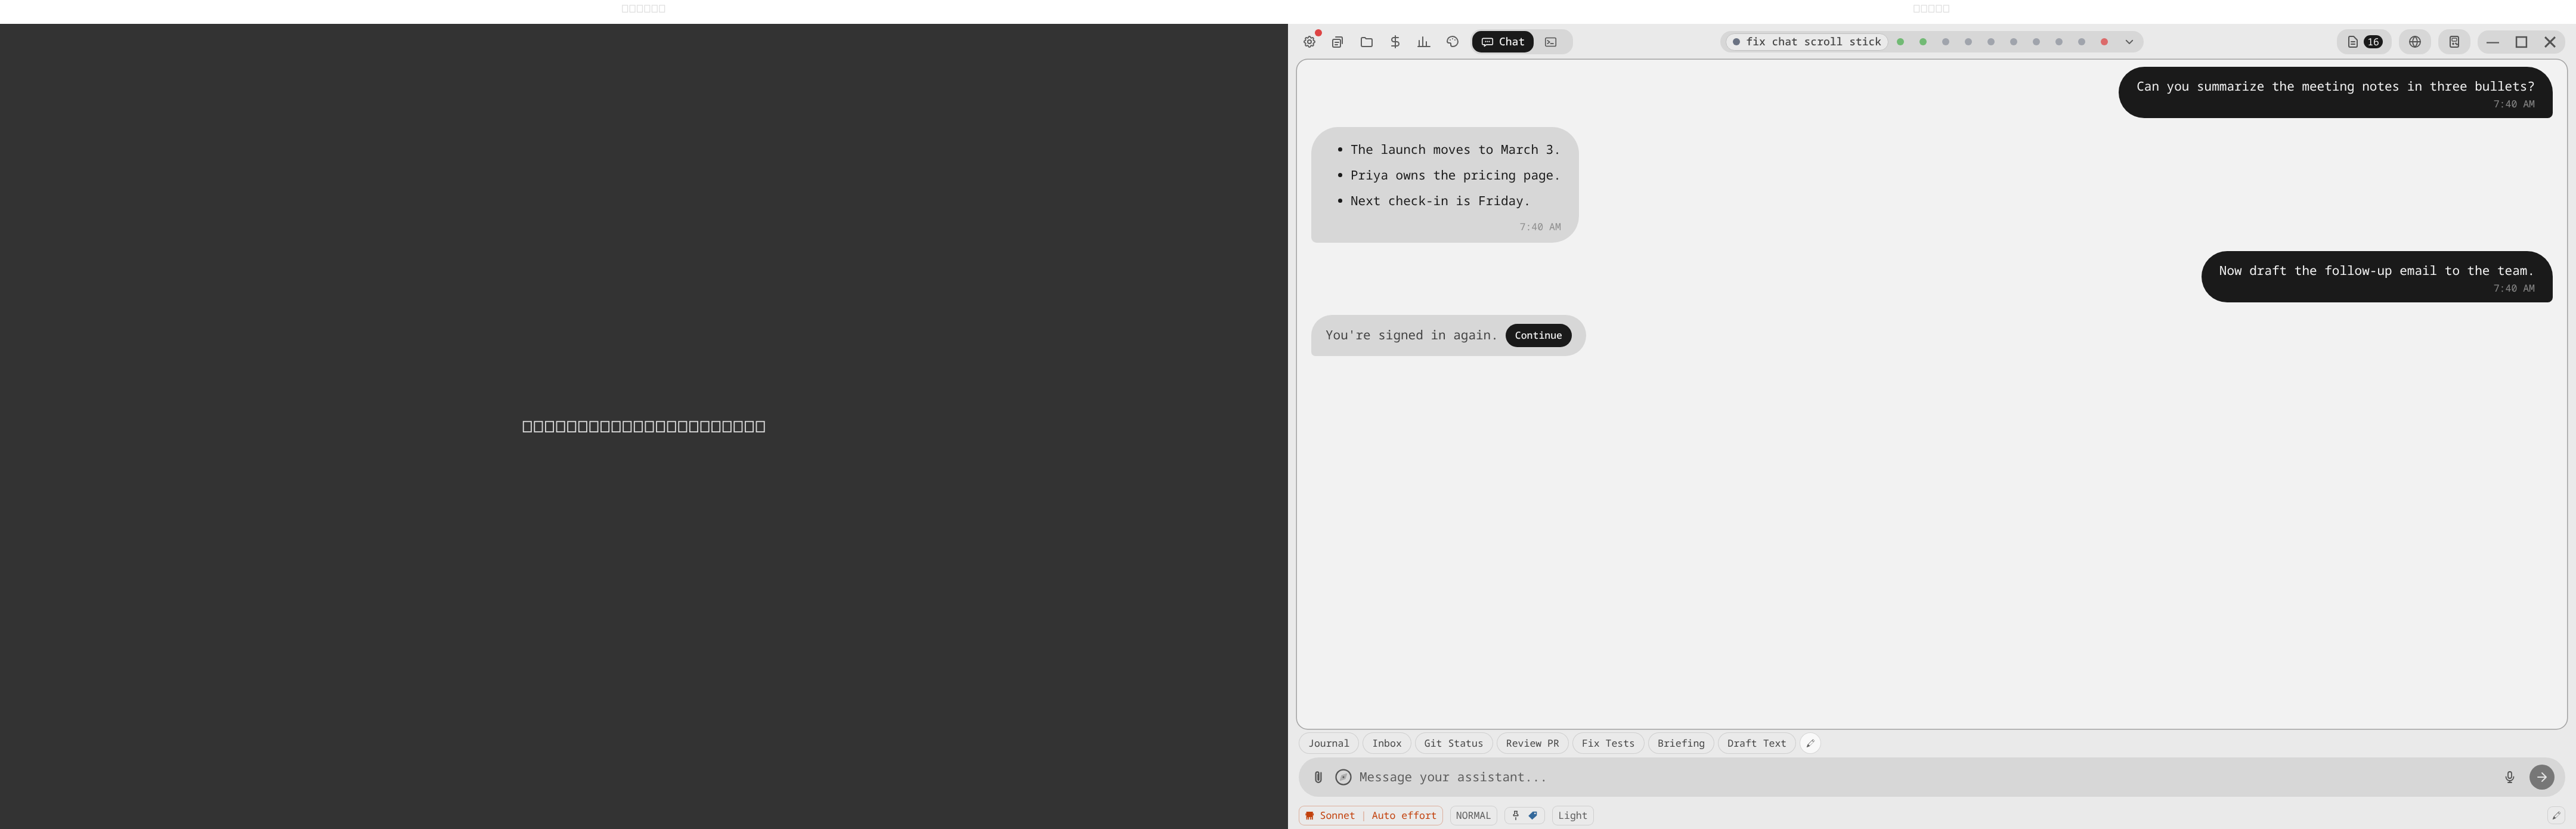 Chat
fix chat scroll stick
16
Can you summarize the meeting notes in three bullets?
7:40 AM
• The launch moves to March 3.
• Priya owns the pricing page.
• Next check-in is Friday.
7:40 AM
Now draft the follow-up email to the team.
7:40 AM
You're signed in again. Continue
Journal Inbox Git Status Review PR Fix Tests Briefing Draft Text
Message your assistant...
Sonnet | Auto effort NORMAL Light